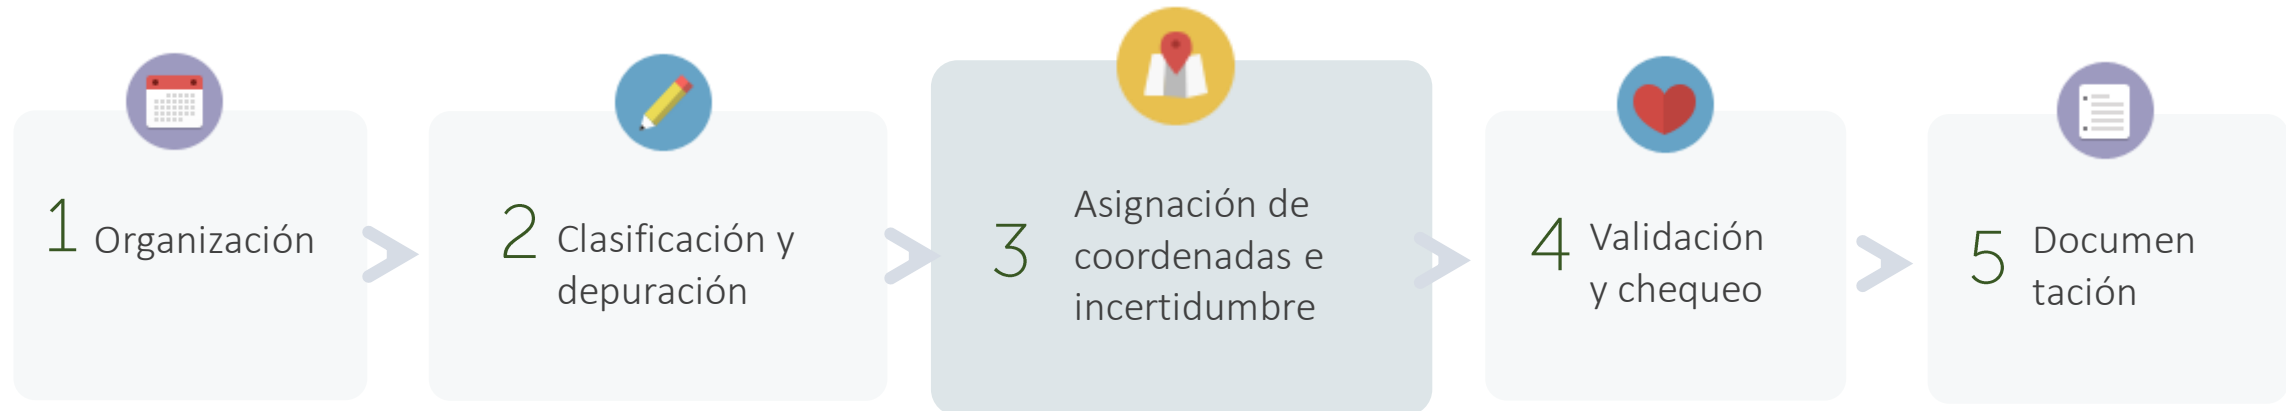 1 Organización
2 Clasificación y
depuración
3 Asignación de
coordenadas e
incertidumbre
4 Validación
y chequeo
5 Documen
tación